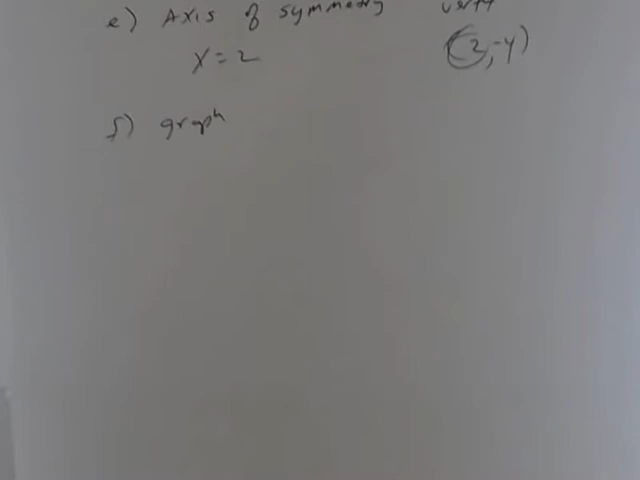 e) Axis of symmetry
x=2
(2,-4)
f) graph